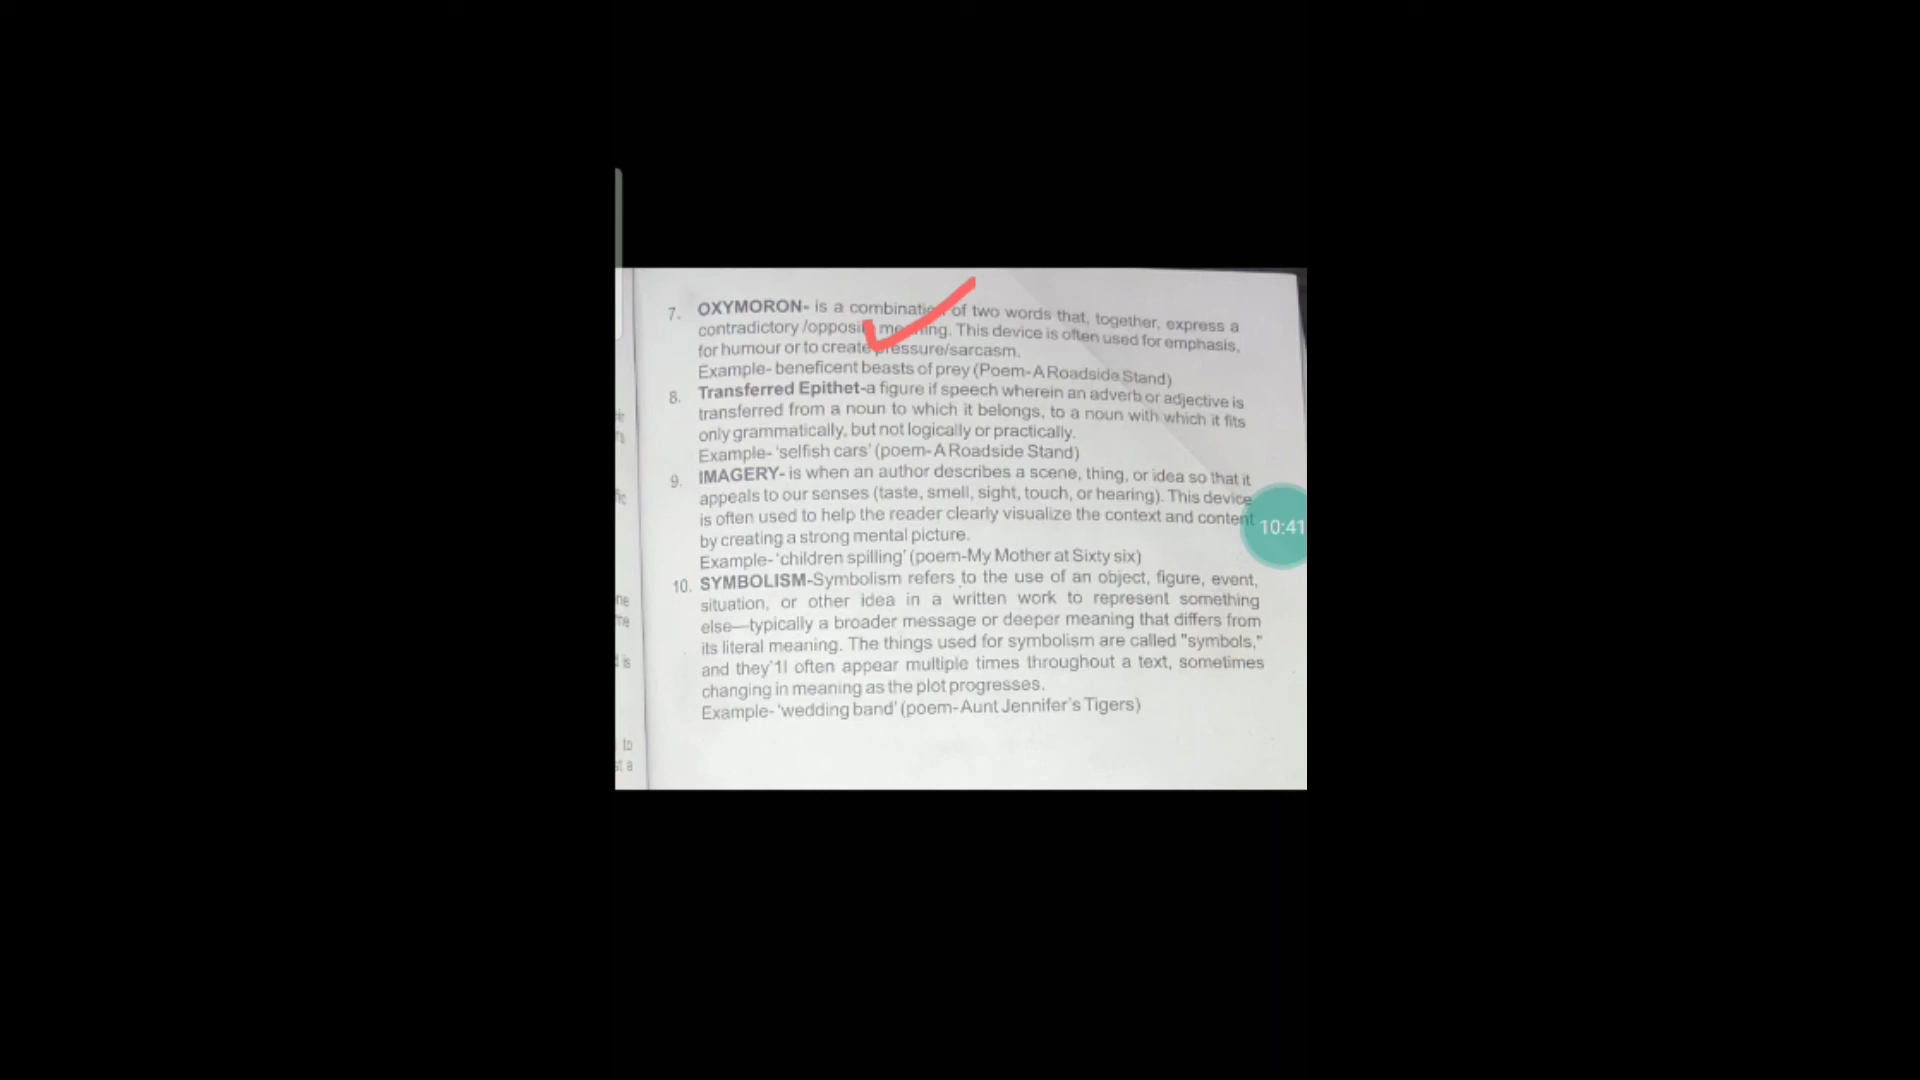 7. OXYMORON- is a combination of two words that, together, express a
contradictory /opposite meaning. This device is often used for emphasis,
for humour or to create pressure/sarcasm.
Example- beneficent beasts of prey (Poem-A Roadside Stand)
8. Transferred Epithet-a figure if speech wherein an adverb or adjective is
transferred from a noun to which it belongs, to a noun with which it fits
only grammatically, but not logically or practically.
Example- 'selfish cars' (poem-A Roadside Stand)
9. IMAGERY- is when an author describes a scene, thing, or idea so that it
appeals to our senses (taste, smell, sight, touch, or hearing). This device
is often used to help the reader clearly visualize the context and content
by creating a strong mental picture.
Example- 'children spilling' (poem-My Mother at Sixty six)
10. SYMBOLISM-Symbolism refers to the use of an object, figure, event,
situation, or other idea in a written work to represent something
else—typically a broader message or deeper meaning that differs from
its literal meaning. The things used for symbolism are called "symbols,"
and they'1l often appear multiple times throughout a text, sometimes
changing in meaning as the plot progresses.
Example- 'wedding band' (poem-Aunt Jennifer's Tigers)
10:41
ne
me
is
to
st a